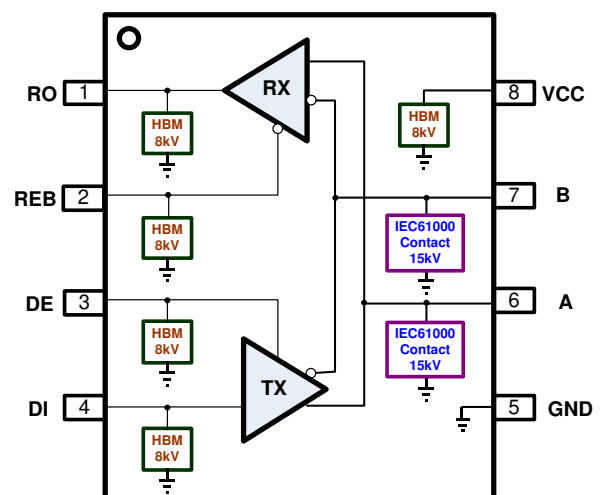 RO 1
RX
8 VCC
HBM
8kV
HBM
8kV
REB 2
7 B
HBM
8kV
IEC61000
Contact
15kV
DE 3
6 A
HBM
8kV
IEC61000
Contact
15kV
TX
DI 4
5 GND
HBM
8kV